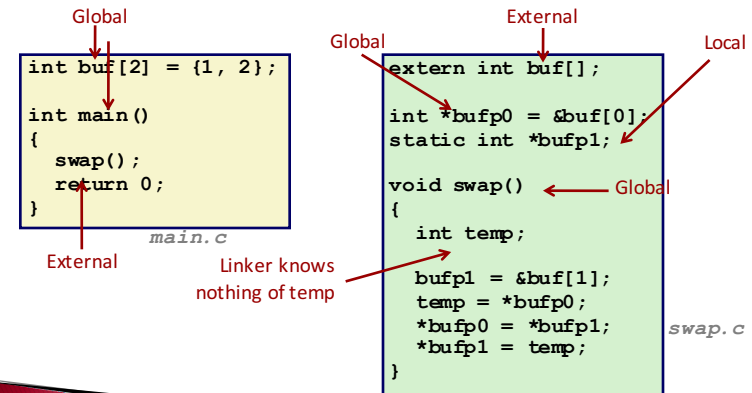 Global
int buf[2] = {1, 2};
int main()
{
swap();
return 0;
}
main.c
External
External
Global
Local
extern int buf[];
int *bufp0 = &buf[0];
static int *bufp1;
void swap()
Global
{
int temp;
Linker knows
nothing of temp
bufp1 = &buf[1];
temp = *bufp0;
*bufp0 = *bufp1;
*bufp1 = temp;
}
swap.c